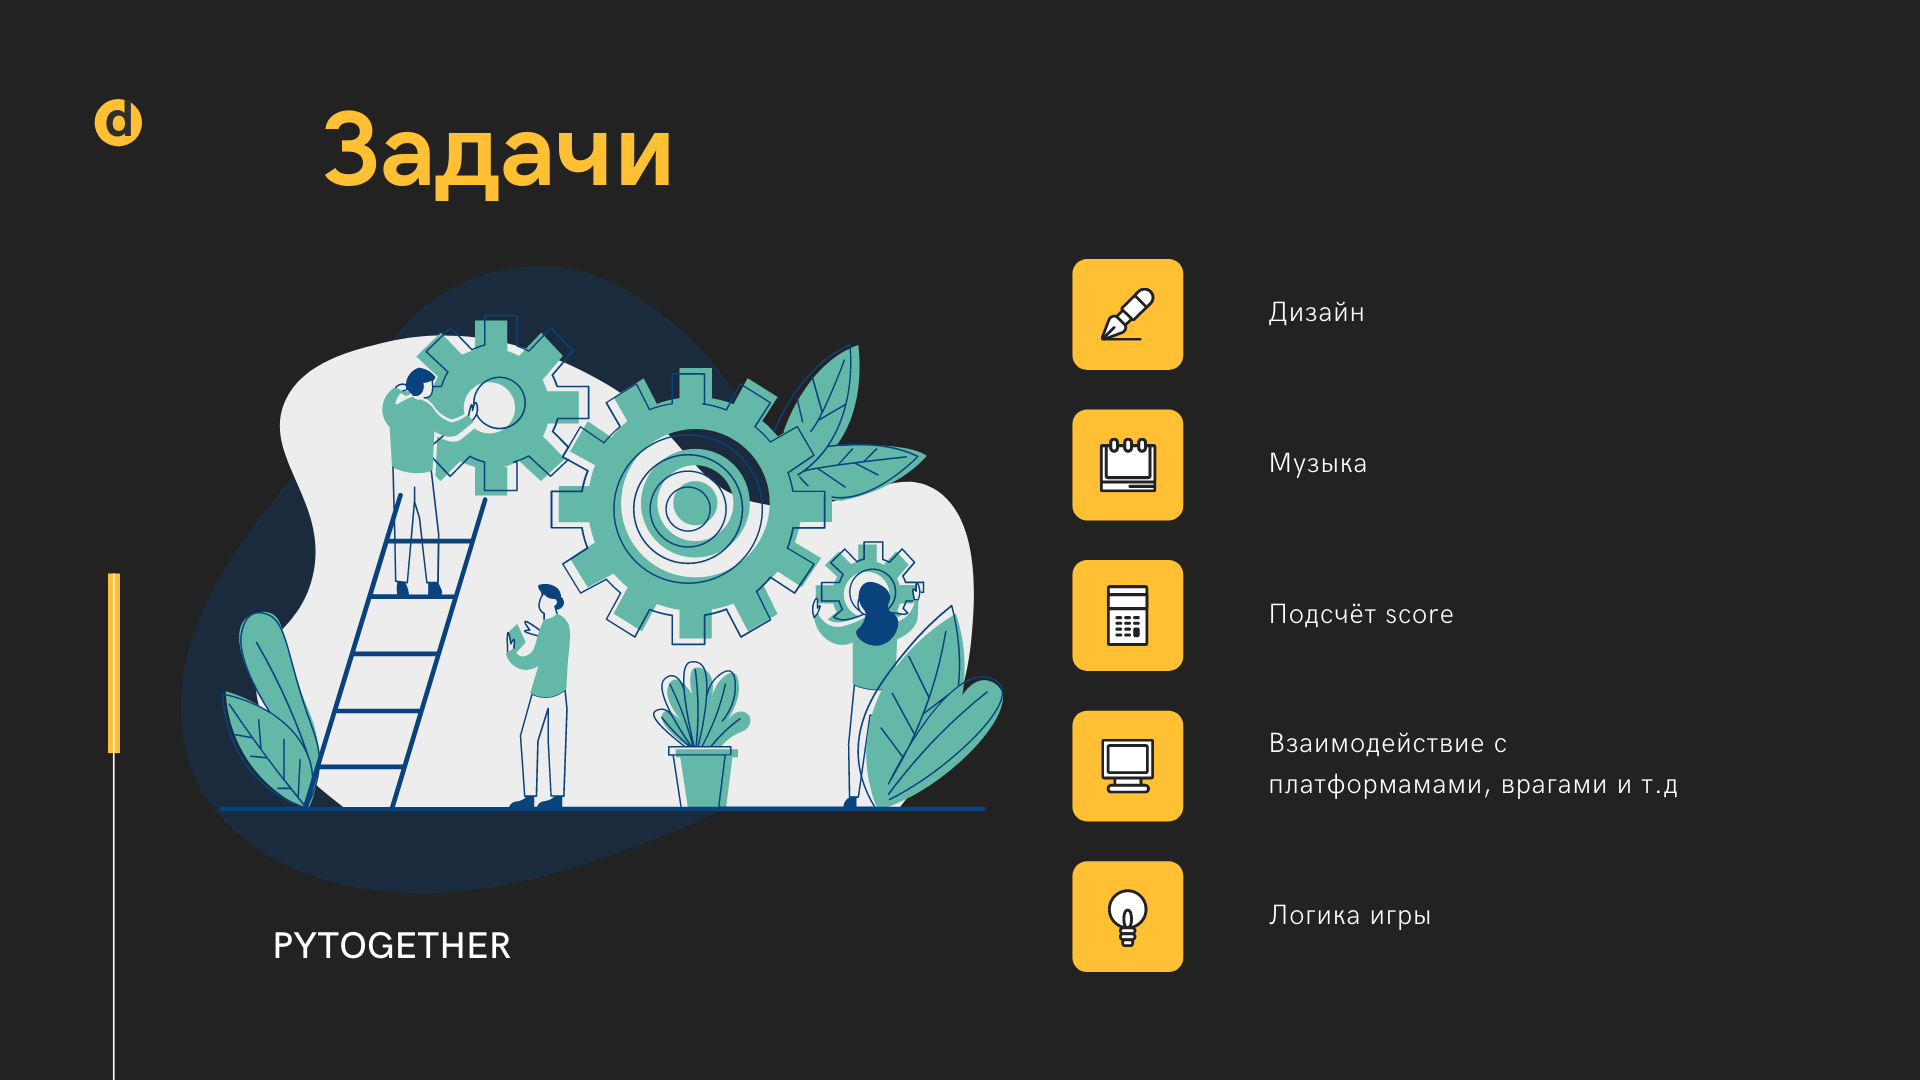 d
Задачи
Дизайн
Музыка
Подсчёт score
Взаимодействие с
платформамами, врагами и т.д
Логика игры
PYTOGETHER